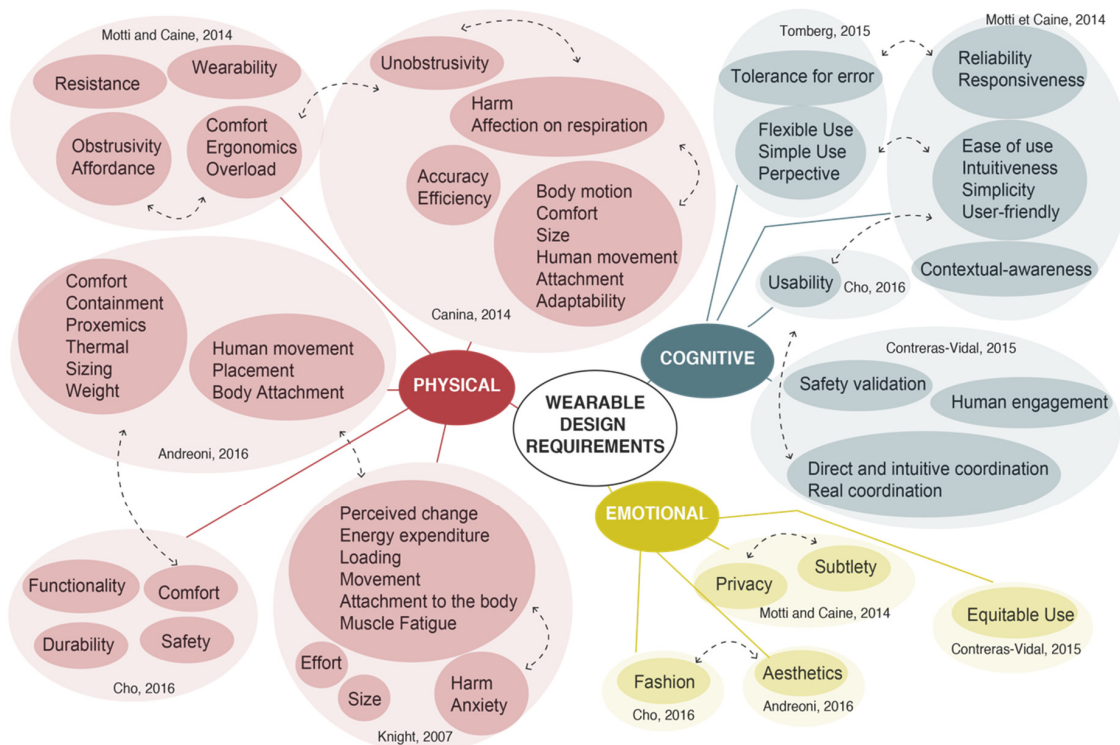 Motti and Caine, 2014
Resistance
Wearability
Obstrusivity
Affordance
Comfort
Ergonomics
Overload
Unobstrusivity
Harm
Affection on respiration
Accuracy
Efficiency
Body motion
Comfort
Size
Human movement
Attachment
Adaptability
Canina, 2014
Tomberg, 2015
Tolerance for error
Flexible Use
Simple Use
Perpective
Motti et Caine, 2014
Reliability
Responsiveness
Ease of use
Intuitiveness
Simplicity
User-friendly
Contextual-awareness
Usability
Cho, 2016
Comfort
Containment
Proxemics
Thermal
Sizing
Weight
Human movement
Placement
Body Attachment
Andreoni, 2016
PHYSICAL
COGNITIVE
WEARABLE
DESIGN
REQUIREMENTS
EMOTIONAL
Contreras-Vidal, 2015
Safety validation
Human engagement
Direct and intuitive coordination
Real coordination
Functionality
Comfort
Durability
Safety
Cho, 2016
Perceived change
Energy expenditure
Loading
Movement
Attachment to the body
Muscle Fatigue
Effort
Size
Harm
Anxiety
Knight, 2007
Privacy
Subtlety
Motti and Caine, 2014
Equitable Use
Contreras-Vidal, 2015
Fashion
Cho, 2016
Aesthetics
Andreoni, 2016